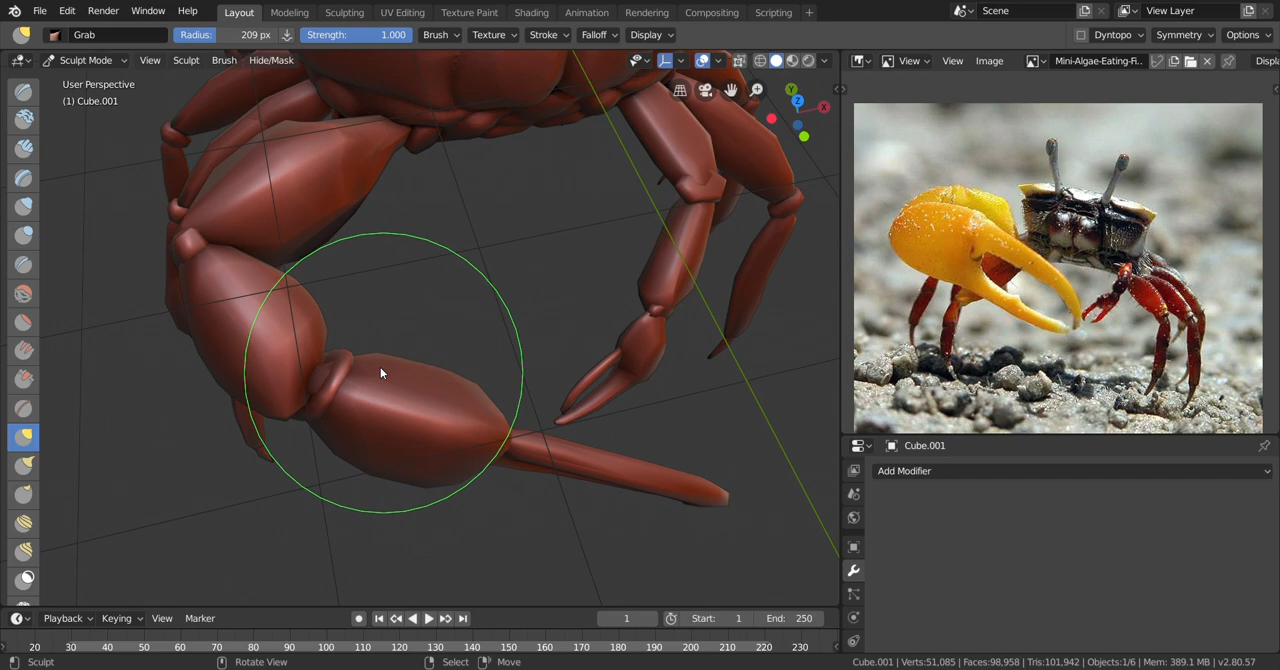 File Edit Render Window Help Layout Modeling Sculpting UV Editing Texture Paint Shading Animation Rendering Compositing Scripting + Scene View Layer
Grab Radius: 209 px Strength: 1.000 Brush Texture Stroke Falloff Display Dyntopo Symmetry Options
Sculpt Mode View Sculpt Brush Hide/Mask View View Image Mini-Algae-Eating-Fi... Displa
User Perspective
(1) Cube.001
Y
Z
X
Cube.001
Add Modifier
Playback Keying View Marker 1 Start: 1 End: 250
20 30 40 50 60 70 80 90 100 110 120 130 140 150 160 170 180 190 200 210 220 230
Sculpt Rotate View Select Move Cube.001 | Verts:51,085 | Faces:98,958 | Tris:101,942 | Objects:1/6 | Mem: 389.1 MB | v2.80.57